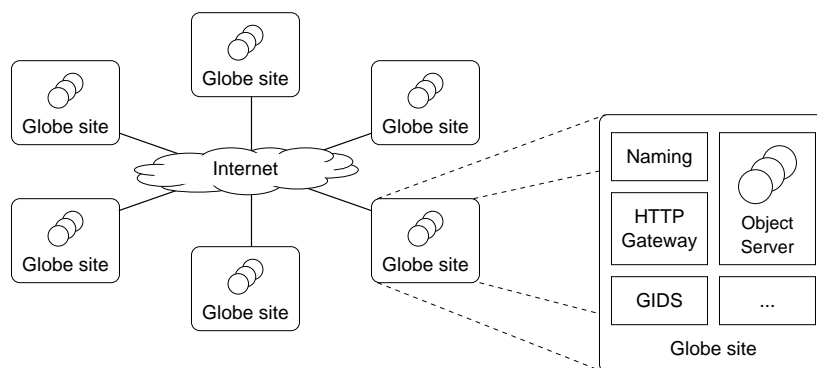 Globe site
Globe site
Globe site
Internet
Globe site
Globe site
Globe site
Naming
HTTP
Gateway
GIDS
Object
Server
...
Globe site